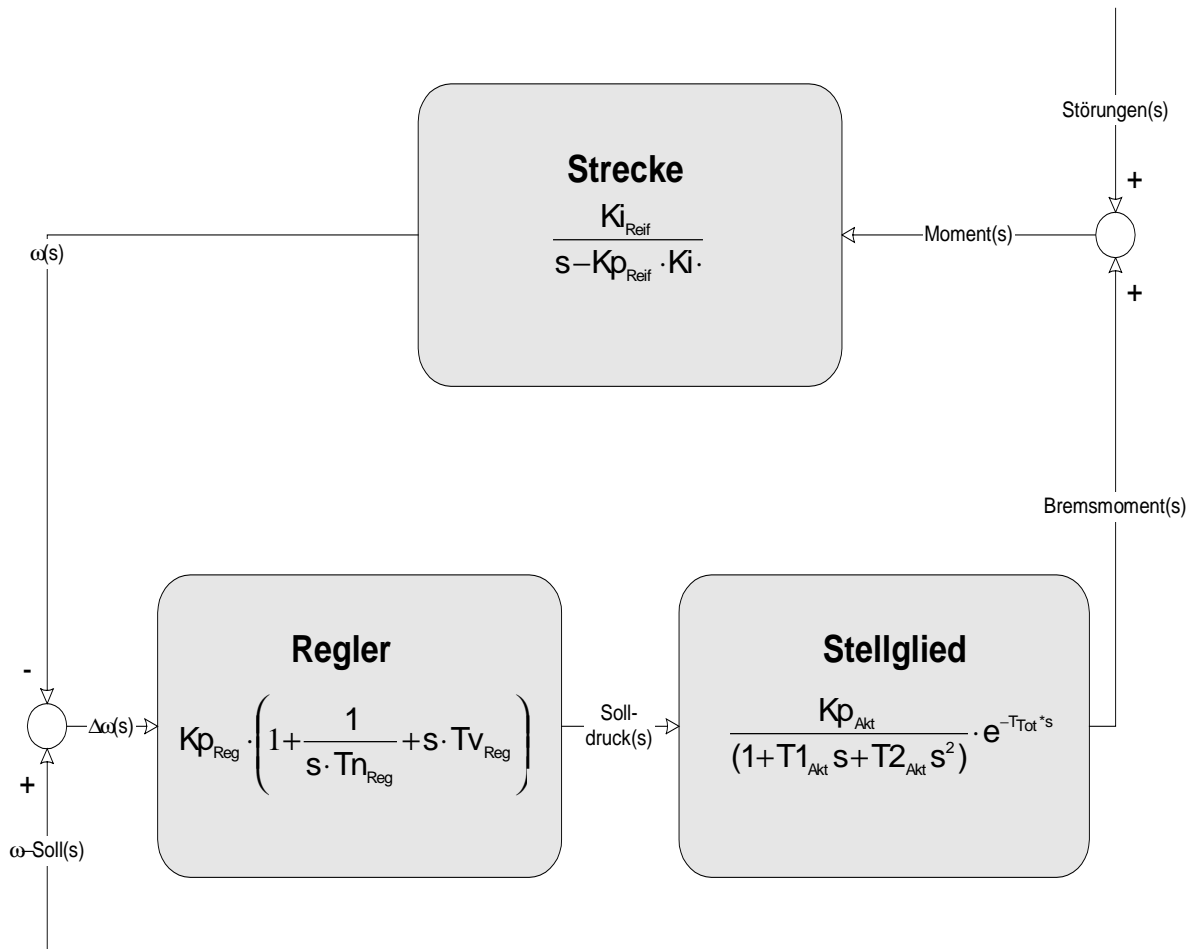 Störungen(s)
+
Strecke
Ki_Reif
s–Kp_Reif · Ki ·
Moment(s)
ω(s)
+
Bremsmoment(s)
Regler
Kp_Reg · (1 + 1 / (s · Tn_Reg) + s · Tv_Reg)
Stellglied
Kp_Akt
(1 + T1_Akt s + T2_Akt s²)
· e^(–T_Tot*s)
-
Δω(s)
Soll-
druck(s)
+
ω–Soll(s)